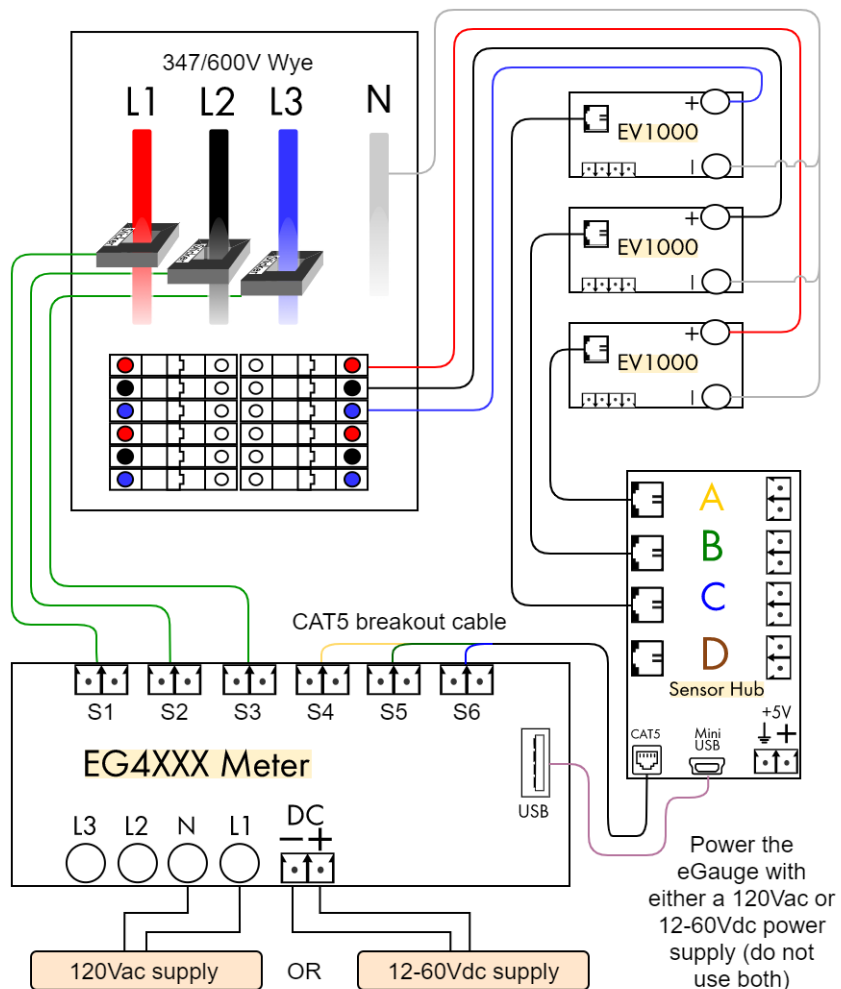 347/600V Wye
L1
L2
L3
N
+
EV1000
–
+
EV1000
–
+
EV1000
–
A
B
C
D
Sensor Hub
+5V
CAT5
Mini
USB
+
CAT5 breakout cable
S1
S2
S3
S4
S5
S6
EG4XXX Meter
USB
L3
L2
N
L1
DC
– +
Power the
eGauge with
either a 120Vac or
12-60Vdc power
supply (do not
use both)
120Vac supply
OR
12-60Vdc supply